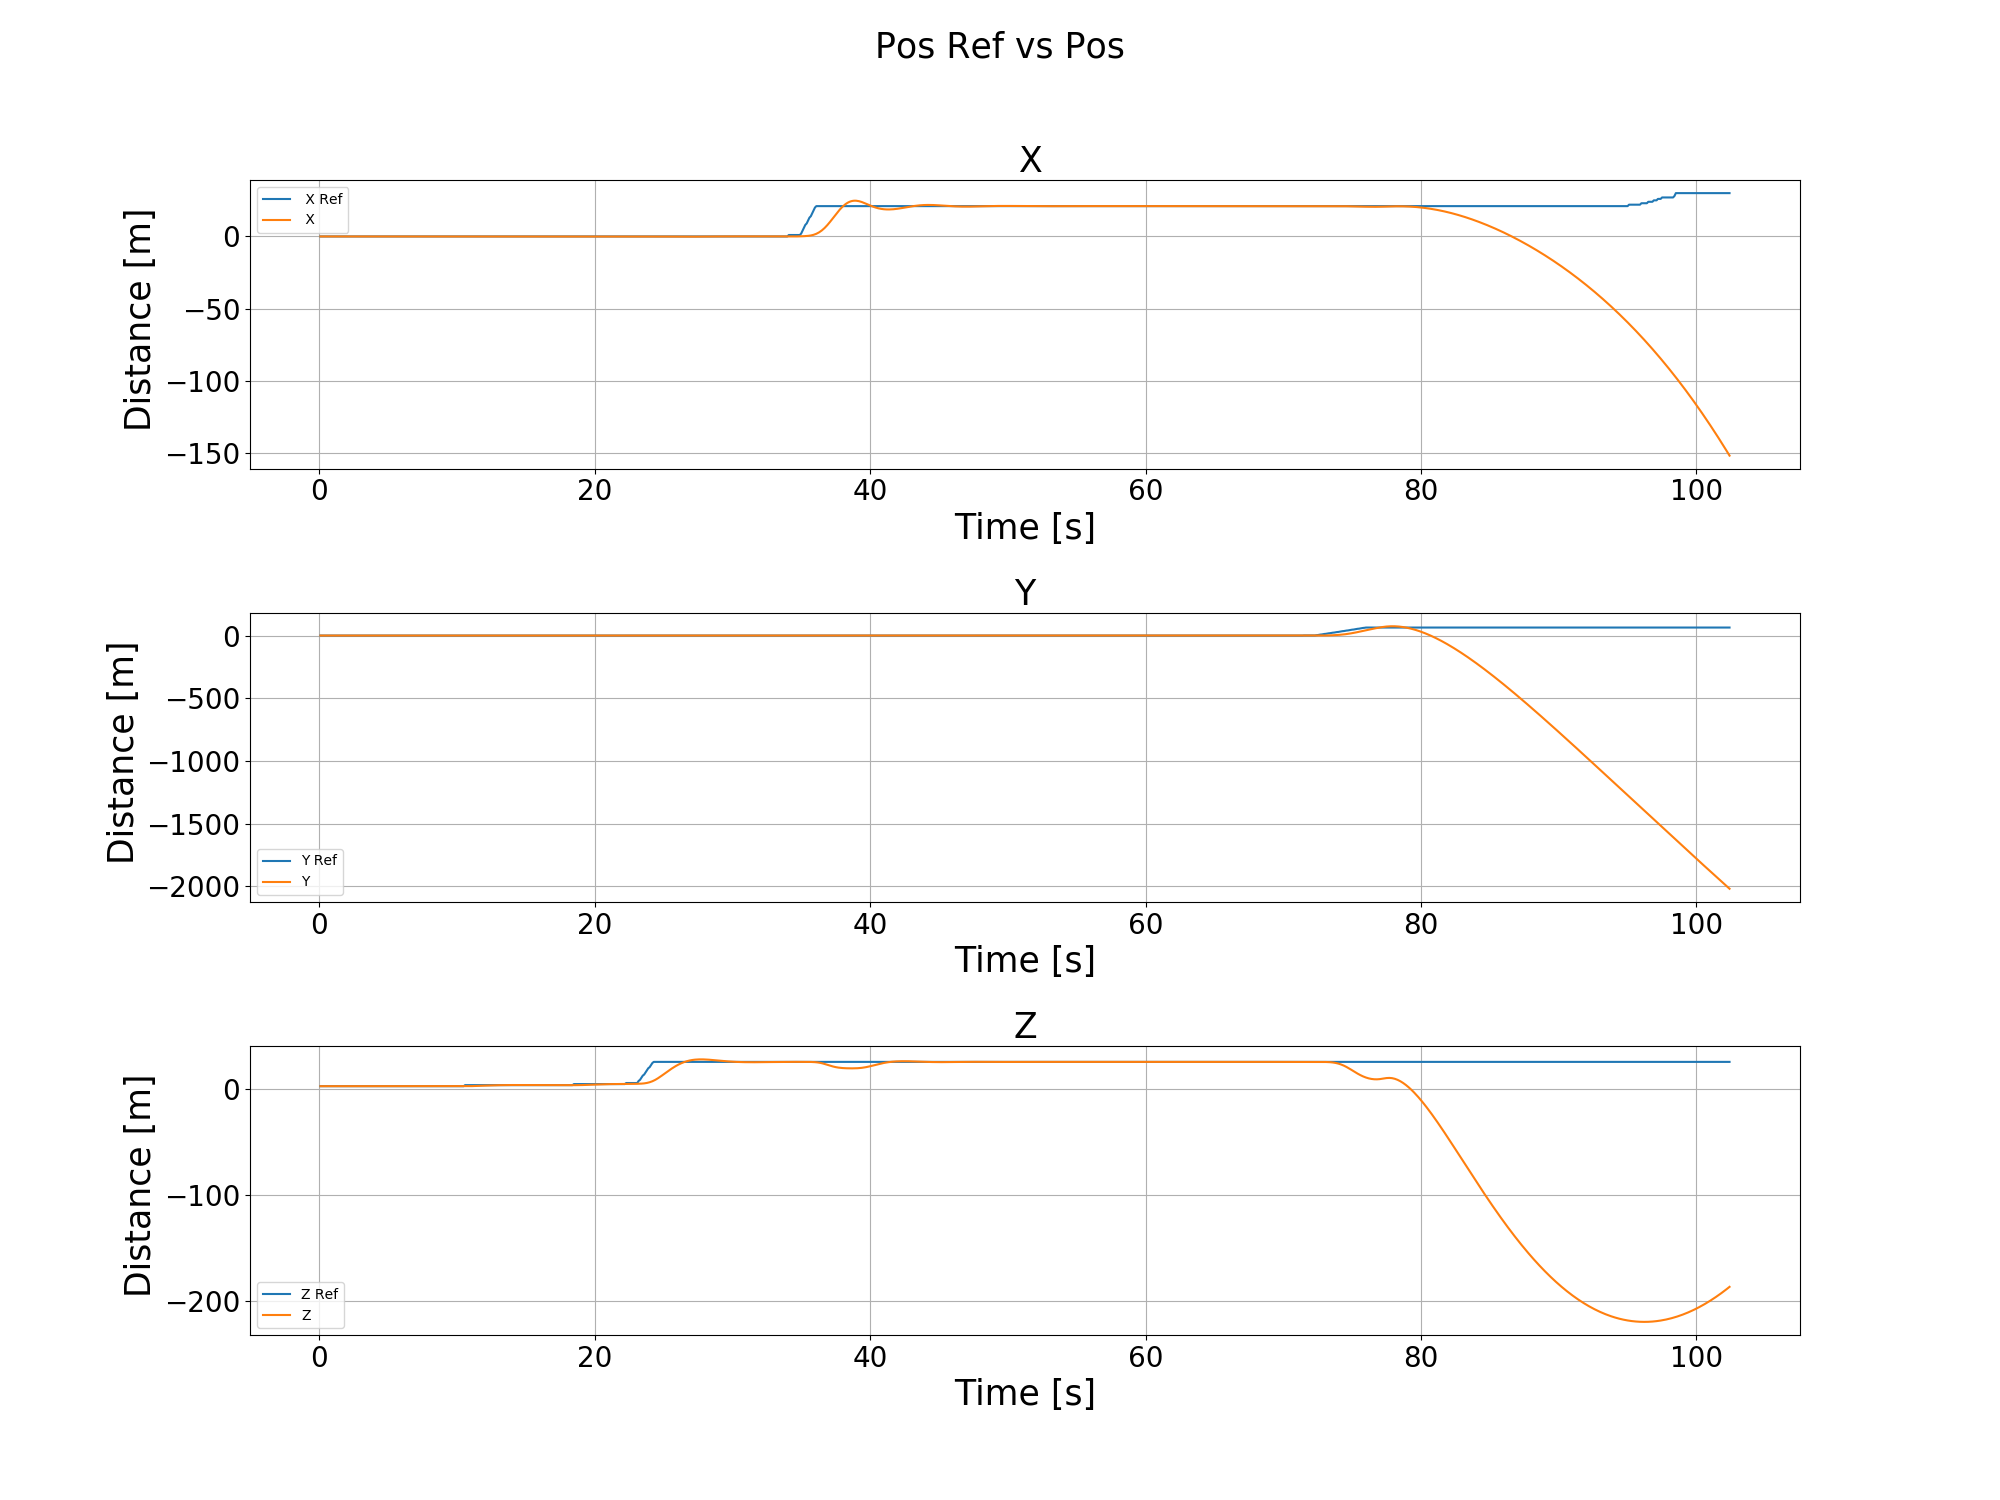 Pos Ref vs Pos
X
X Ref
X
0
−50
−100
−150
Distance [m]
0 20 40 60 80 100
Time [s]
Y
0
−500
−1000
−1500
−2000
Distance [m]
Y Ref
Y
0 20 40 60 80 100
Time [s]
Z
0
−100
−200
Distance [m]
Z Ref
Z
0 20 40 60 80 100
Time [s]